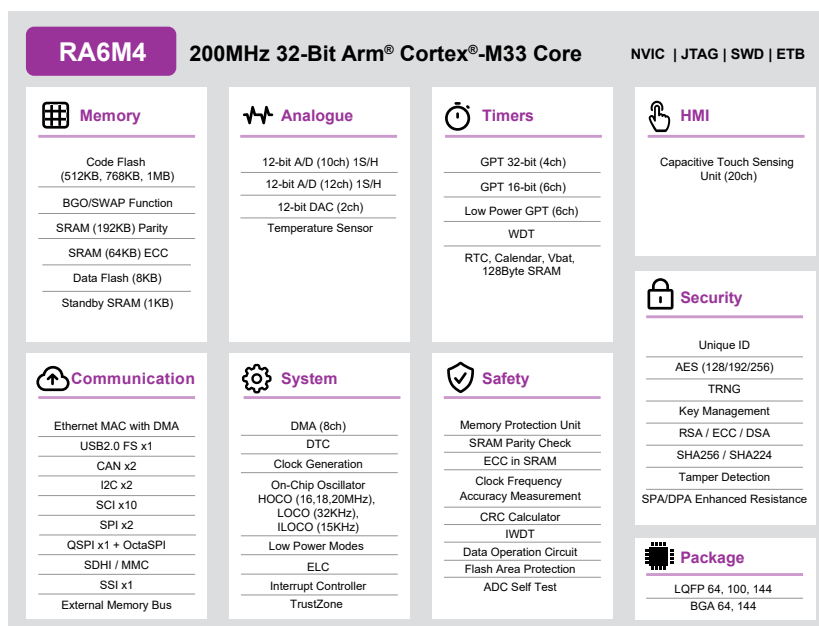 RA6M4
200MHz 32-Bit Arm® Cortex®-M33 Core
NVIC | JTAG | SWD | ETB
Memory
Code Flash
(512KB, 768KB, 1MB)
BGO/SWAP Function
SRAM (192KB) Parity
SRAM (64KB) ECC
Data Flash (8KB)
Standby SRAM (1KB)
Analogue
12-bit A/D (10ch) 1S/H
12-bit A/D (12ch) 1S/H
12-bit DAC (2ch)
Temperature Sensor
Timers
GPT 32-bit (4ch)
GPT 16-bit (6ch)
Low Power GPT (6ch)
WDT
RTC, Calendar, Vbat,
128Byte SRAM
HMI
Capacitive Touch Sensing
Unit (20ch)
Communication
Ethernet MAC with DMA
USB2.0 FS x1
CAN x2
I2C x2
SCI x10
SPI x2
QSPI x1 + OctaSPI
SDHI / MMC
SSI x1
External Memory Bus
System
DMA (8ch)
DTC
Clock Generation
On-Chip Oscillator
HOCO (16,18,20MHz),
LOCO (32KHz),
ILOCO (15KHz)
Low Power Modes
ELC
Interrupt Controller
TrustZone
Safety
Memory Protection Unit
SRAM Parity Check
ECC in SRAM
Clock Frequency
Accuracy Measurement
CRC Calculator
IWDT
Data Operation Circuit
Flash Area Protection
ADC Self Test
Security
Unique ID
AES (128/192/256)
TRNG
Key Management
RSA / ECC / DSA
SHA256 / SHA224
Tamper Detection
SPA/DPA Enhanced Resistance
Package
LQFP 64, 100, 144
BGA 64, 144